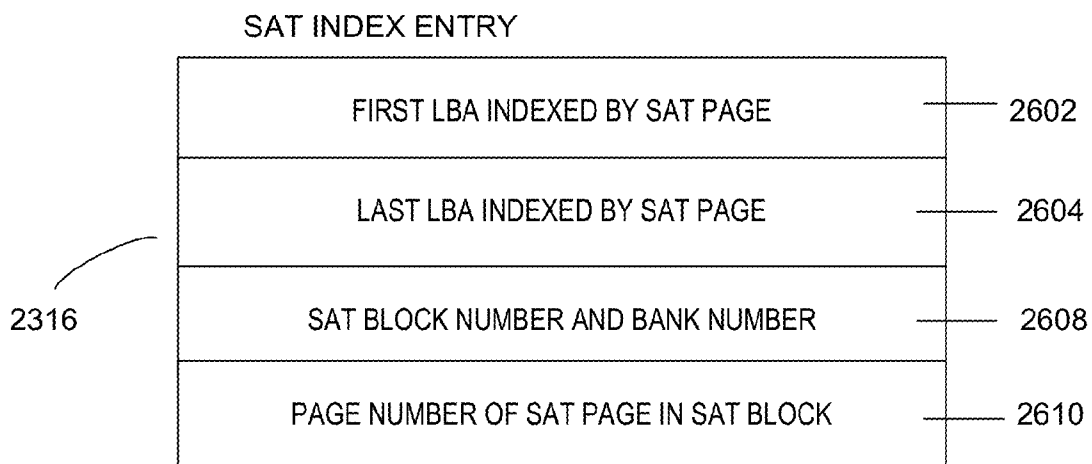 SAT INDEX ENTRY
FIRST LBA INDEXED BY SAT PAGE 2602
LAST LBA INDEXED BY SAT PAGE 2604
2316
SAT BLOCK NUMBER AND BANK NUMBER 2608
PAGE NUMBER OF SAT PAGE IN SAT BLOCK 2610